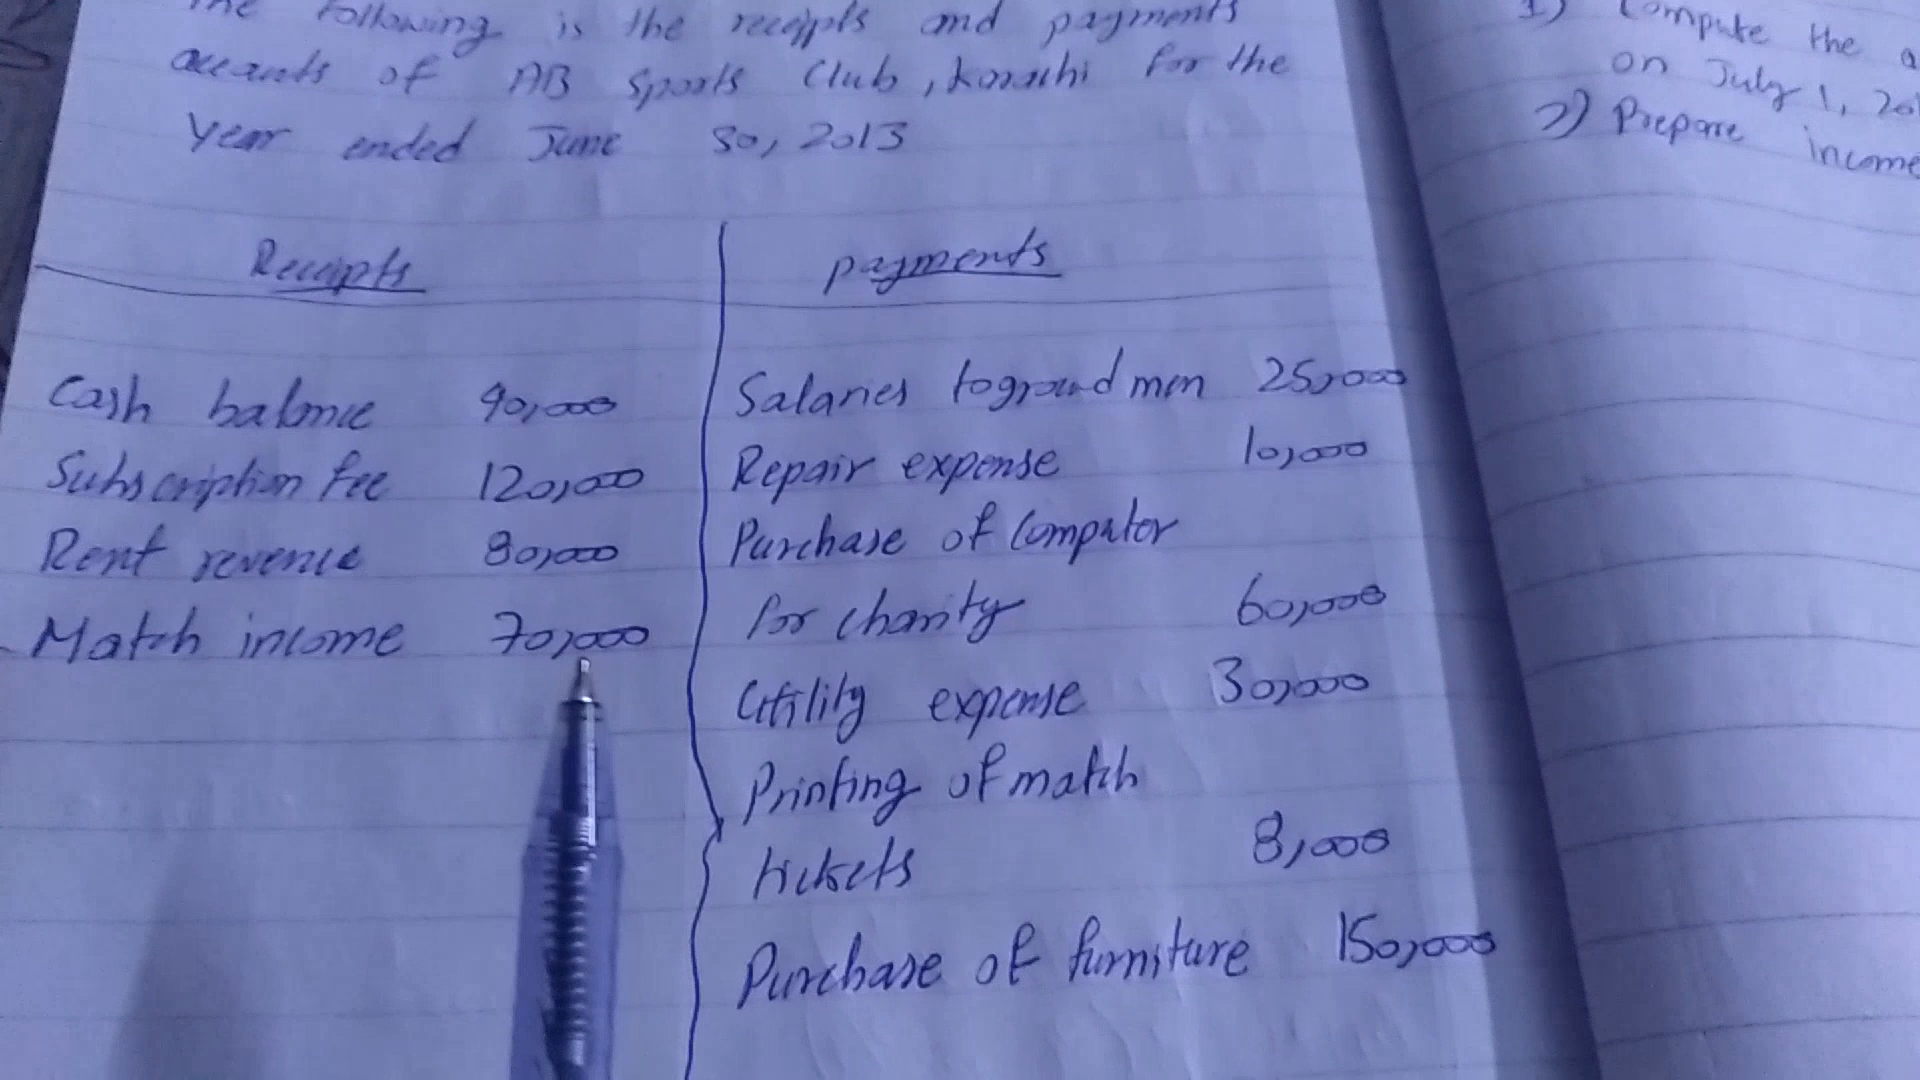 The following is the receipts and payments
accounts of AB Sports Club, Karachi for the
Year ended June 30, 2013
Receipts
Cash balance 90,000
Subscription fee 120,000
Rent revenue 80,000
Match income 70,000
payments
Salaries to ground men 25,000
Repair expense 10,000
Purchase of Computer
for charity 60,000
Utility expense 30,000
Printing of match
tickets 8,000
Purchase of furniture 150,000
1) Compute the
on July 1,
2) Prepare income